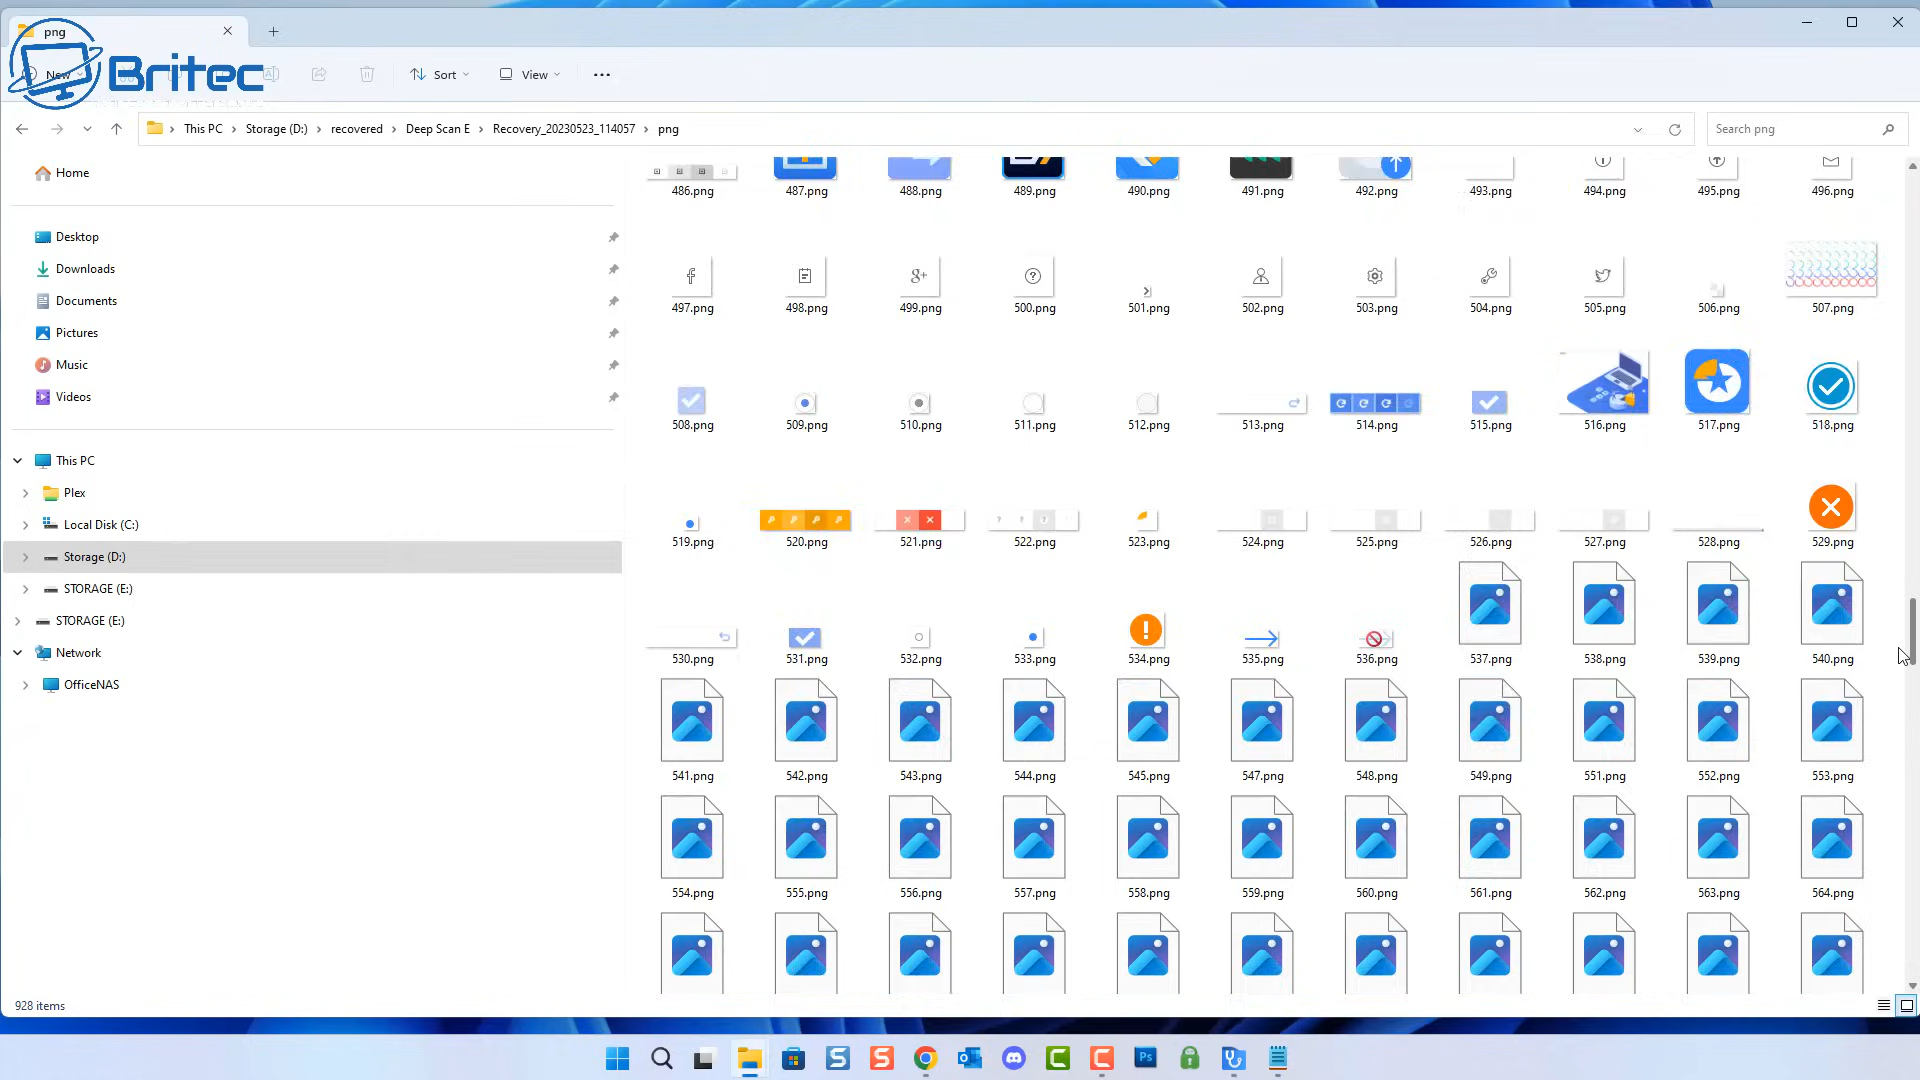 png
Britec
New
Sort
View
This PC
Storage (D:)
recovered
Deep Scan E
Recovery_20230523_114057
png
Search png
Home
Desktop
Downloads
Documents
Pictures
Music
Videos
This PC
Plex
Local Disk (C:)
Storage (D:)
STORAGE (E:)
STORAGE (E:)
Network
OfficeNAS
486.png 487.png 488.png 489.png 490.png 491.png 492.png 493.png 494.png 495.png 496.png
497.png 498.png 499.png 500.png 501.png 502.png 503.png 504.png 505.png 506.png 507.png
508.png 509.png 510.png 511.png 512.png 513.png 514.png 515.png 516.png 517.png 518.png
519.png 520.png 521.png 522.png 523.png 524.png 525.png 526.png 527.png 528.png 529.png
530.png 531.png 532.png 533.png 534.png 535.png 536.png 537.png 538.png 539.png 540.png
541.png 542.png 543.png 544.png 545.png 547.png 548.png 549.png 551.png 552.png 553.png
554.png 555.png 556.png 557.png 558.png 559.png 560.png 561.png 562.png 563.png 564.png
928 items
Ps